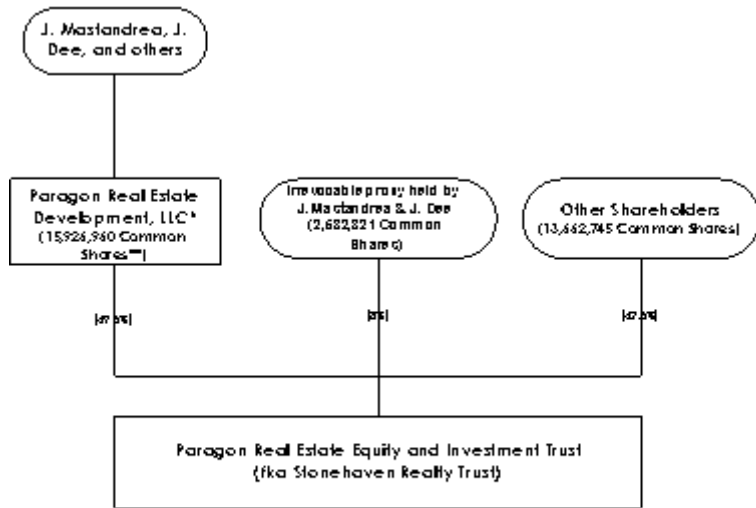 J. Mastandrea, J.
Dee, and others
Paragon Real Estate
Development, LLC*
(15,926,960 Common
Shares**)
Irrevocable proxy held by
J. Mastandrea & J. Dee
(2,682,821 Common
Shares)
Other Shareholders
(13,662,745 Common Shares)
(8%)
Paragon Real Estate Equity and Investment Trust
(fka Stonehaven Realty Trust)